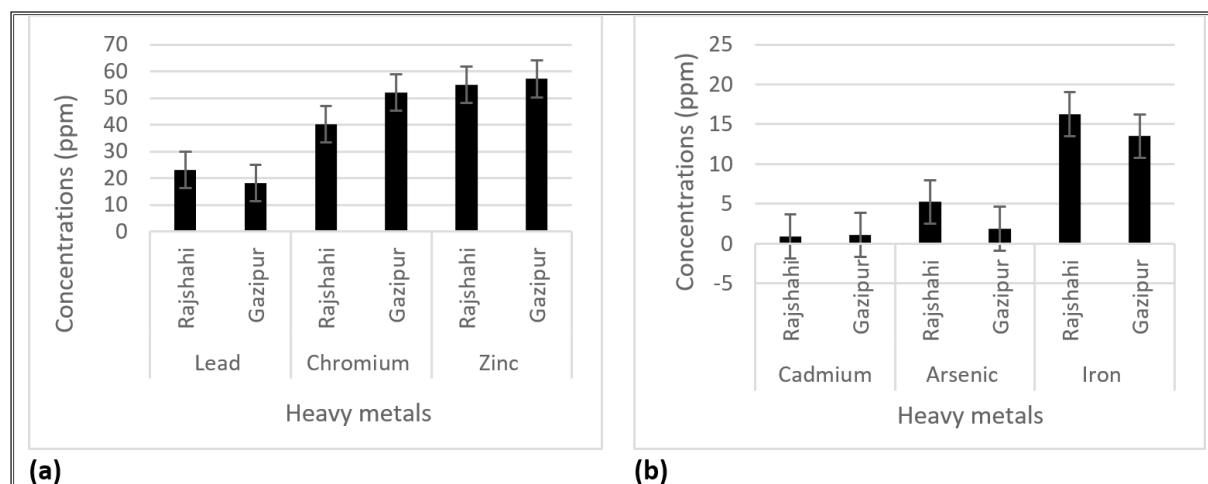 70
60
50
40
30
20
10
0
Concentrations (ppm)
Rajshahi
Gazipur
Rajshahi
Gazipur
Rajshahi
Gazipur
Lead Chromium Zinc
Heavy metals
(a)
25
20
15
10
5
0
-5
Concentrations (ppm)
Rajshahi
Gazipur
Rajshahi
Gazipur
Rajshahi
Gazipur
Cadmium Arsenic Iron
Heavy metals
(b)